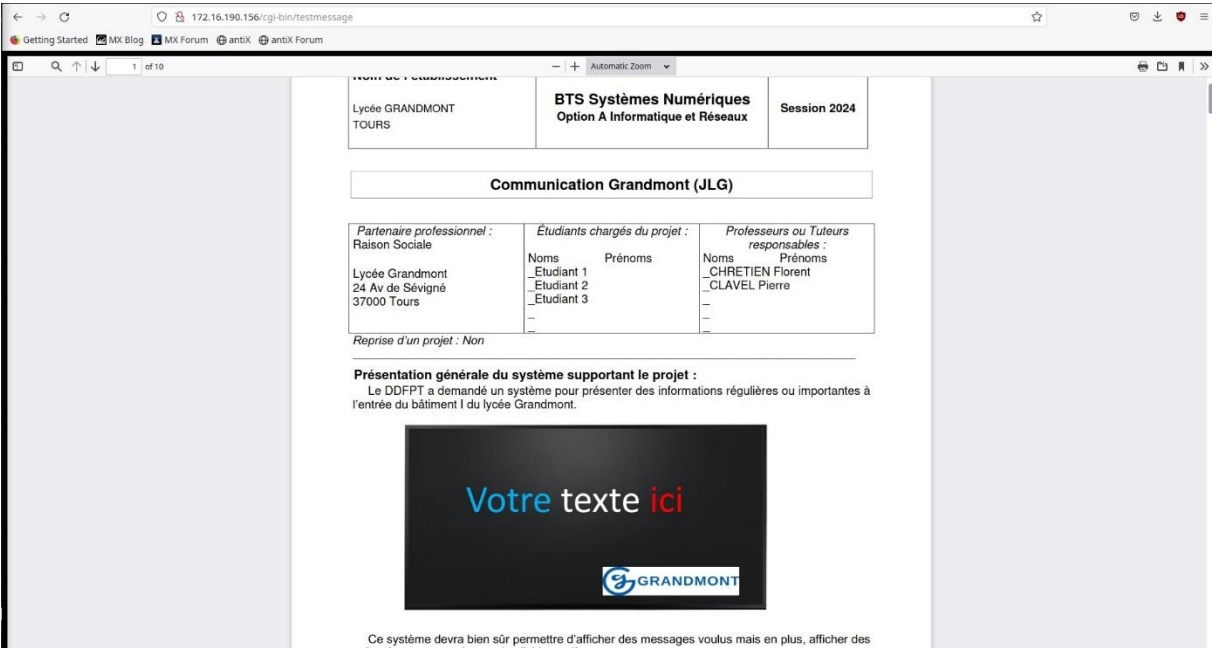 172.16.190.156/cgi-bin/testmessage
Getting Started MX Blog MX Forum antiX antiX Forum
1 of 10 Automatic Zoom
Nom de l'établissement
Lycée GRANDMONT
TOURS
BTS Systèmes Numériques
Option A Informatique et Réseaux
Session 2024
Communication Grandmont (JLG)
Partenaire professionnel :
Raison Sociale
Lycée Grandmont
24 Av de Sévigné
37000 Tours
Étudiants chargés du projet :
Noms Prénoms
_Etudiant 1
_Etudiant 2
_Etudiant 3
_
_
Professeurs ou Tuteurs
responsables :
Noms Prénoms
_CHRETIEN Florent
_CLAVEL Pierre
_
_
_
Reprise d'un projet : Non
Présentation générale du système supportant le projet :
Le DDFPT a demandé un système pour présenter des informations régulières ou importantes à
l'entrée du bâtiment I du lycée Grandmont.
Votre texte ici
GRANDMONT
Ce système devra bien sûr permettre d'afficher des messages voulus mais en plus, afficher des